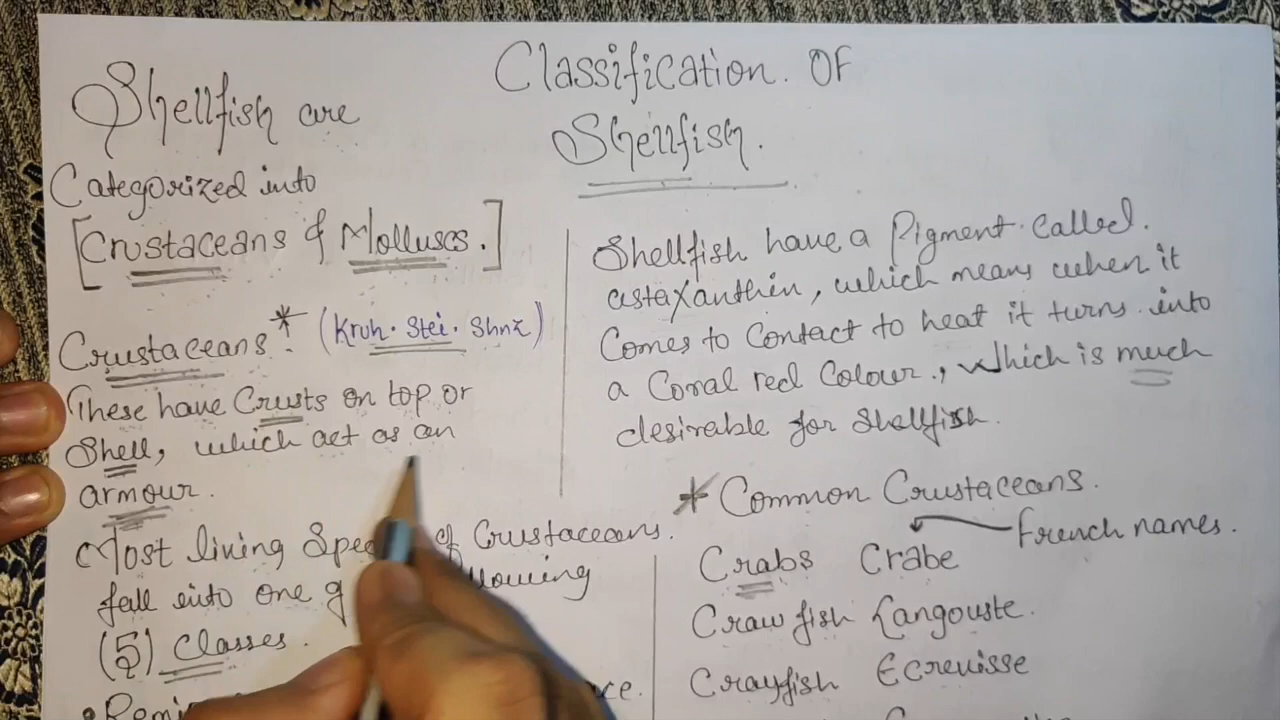 Classification. OF
Shellfish.
Shellfish are
Categorized into
[Crustaceans & Molluscs.]
Crustaceans * : (Kruh. Stei. Shnz)
These have Crusts on top or
Shell, which act as an
armour.
Most living of Crustaceans.
fall into one
(5) Classes.
Shellfish have a Pigment called.
astaxanthin, which means when it
Comes to Contact to heat it turns into
a Coral red Colour., which is much
desirable for Shellfish.
* Common Crustaceans.
French names.
Crabs Crabe
Crawfish Langouste.
Crayfish Ecrevisse